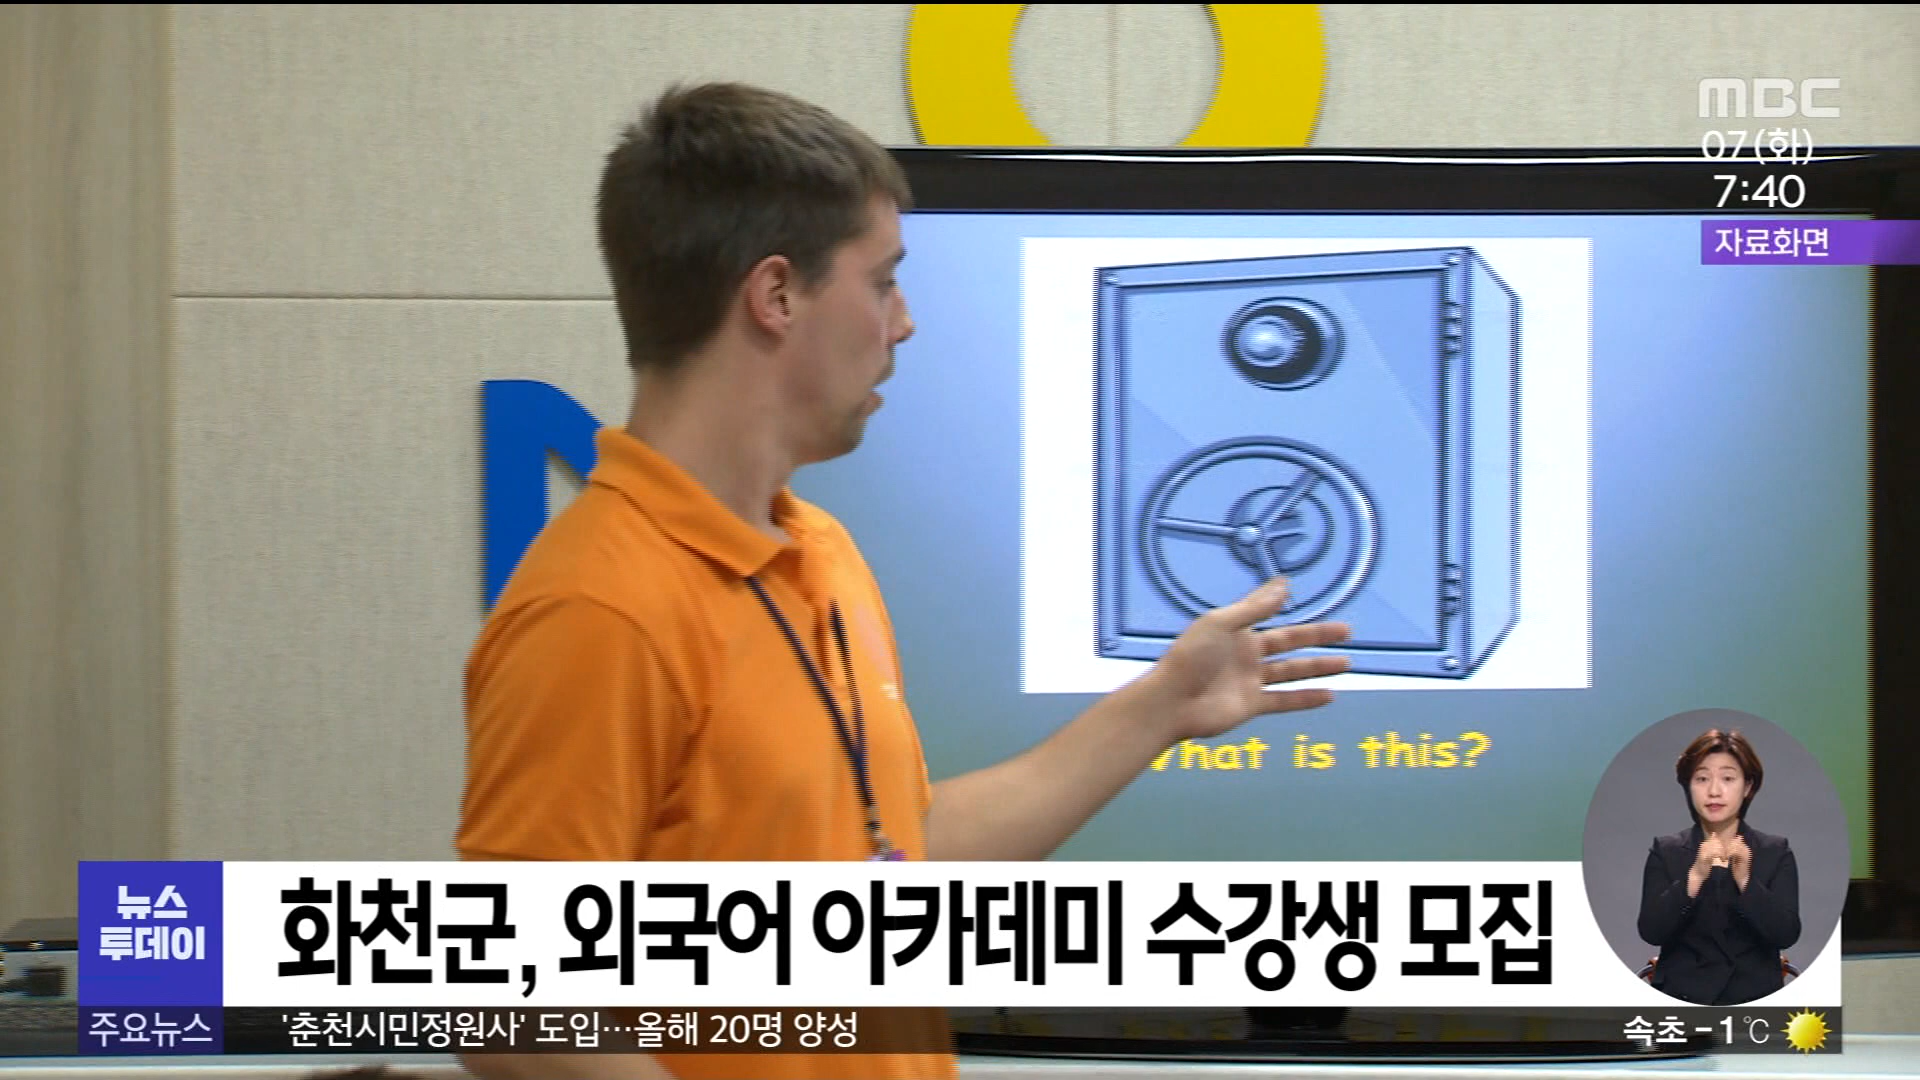 MBC
07(화)
7:40
자료화면
What is this?
뉴스
투데이
화천군, 외국어 아카데미 수강생 모집
주요뉴스
'춘천시민정원사' 도입…올해 20명 양성
속초 -1℃